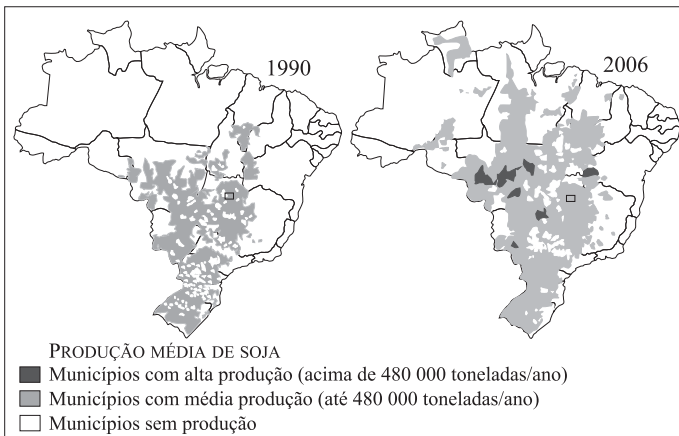 1990
2006
PRODUÇÃO MÉDIA DE SOJA
Municípios com alta produção (acima de 480 000 toneladas/ano)
Municípios com média produção (até 480 000 toneladas/ano)
Municípios sem produção